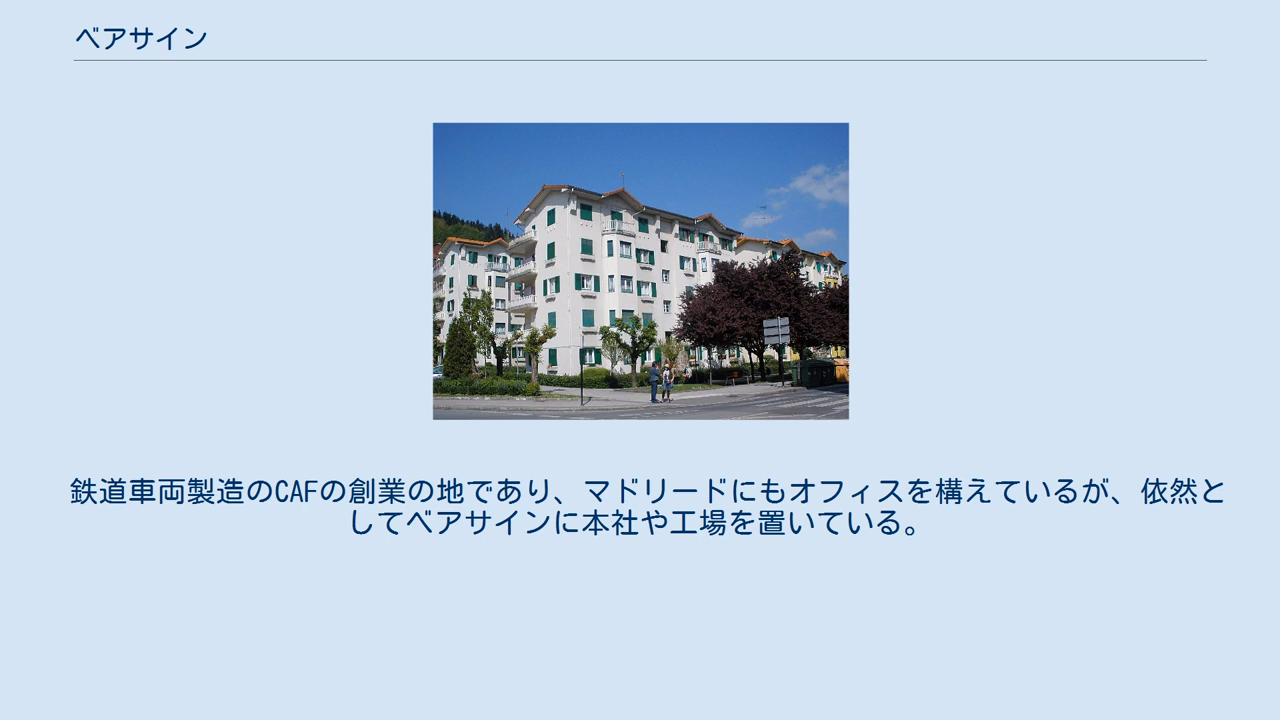 ベアサイン
鉄道車両製造のCAFの創業の地であり、マドリードにもオフィスを構えているが、依然と
してベアサインに本社や工場を置いている。